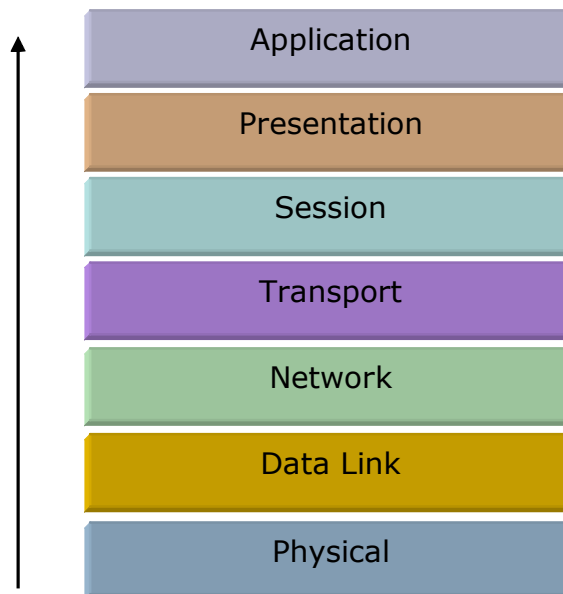 Application
Presentation
Session
Transport
Network
Data Link
Physical